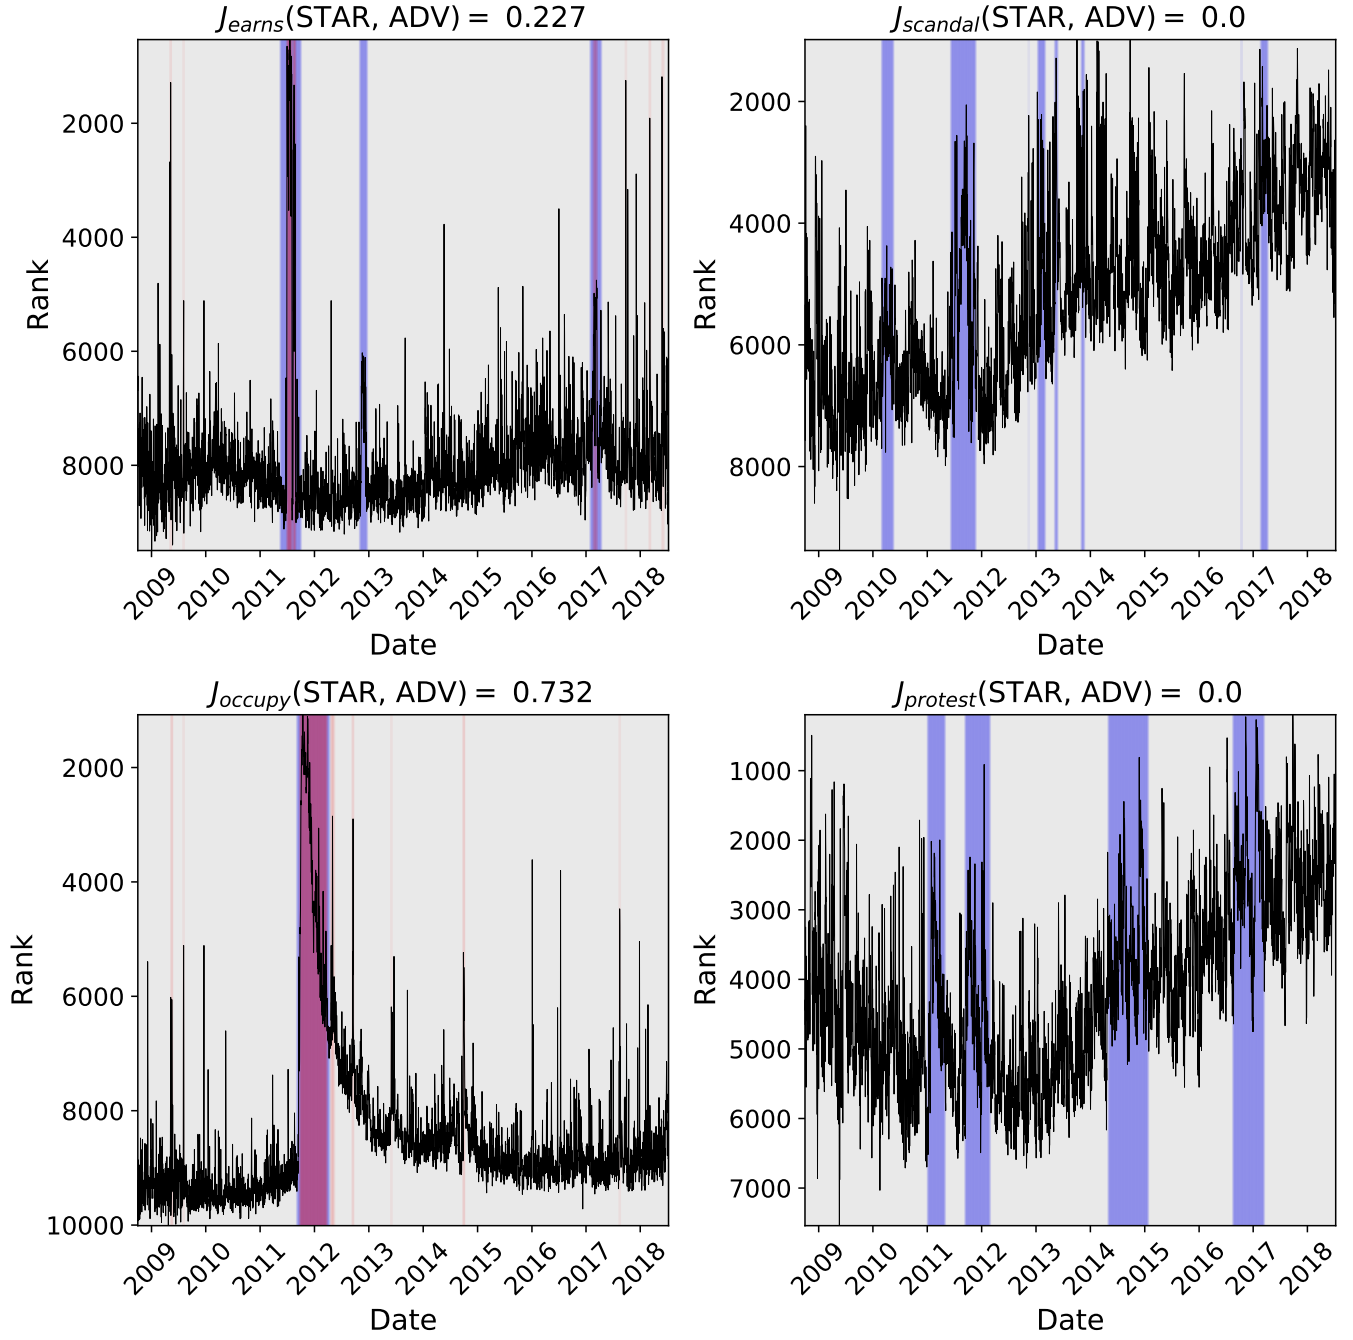 J_earns(STAR, ADV) = 0.227
2000
4000
6000
8000
Rank
2009 2010 2011 2012 2013 2014 2015 2016 2017 2018
Date
J_scandal(STAR, ADV) = 0.0
2000
4000
6000
8000
Rank
2009 2010 2011 2012 2013 2014 2015 2016 2017 2018
Date
J_occupy(STAR, ADV) = 0.732
2000
4000
6000
8000
10000
Rank
2009 2010 2011 2012 2013 2014 2015 2016 2017 2018
Date
J_protest(STAR, ADV) = 0.0
1000
2000
3000
4000
5000
6000
7000
Rank
2009 2010 2011 2012 2013 2014 2015 2016 2017 2018
Date